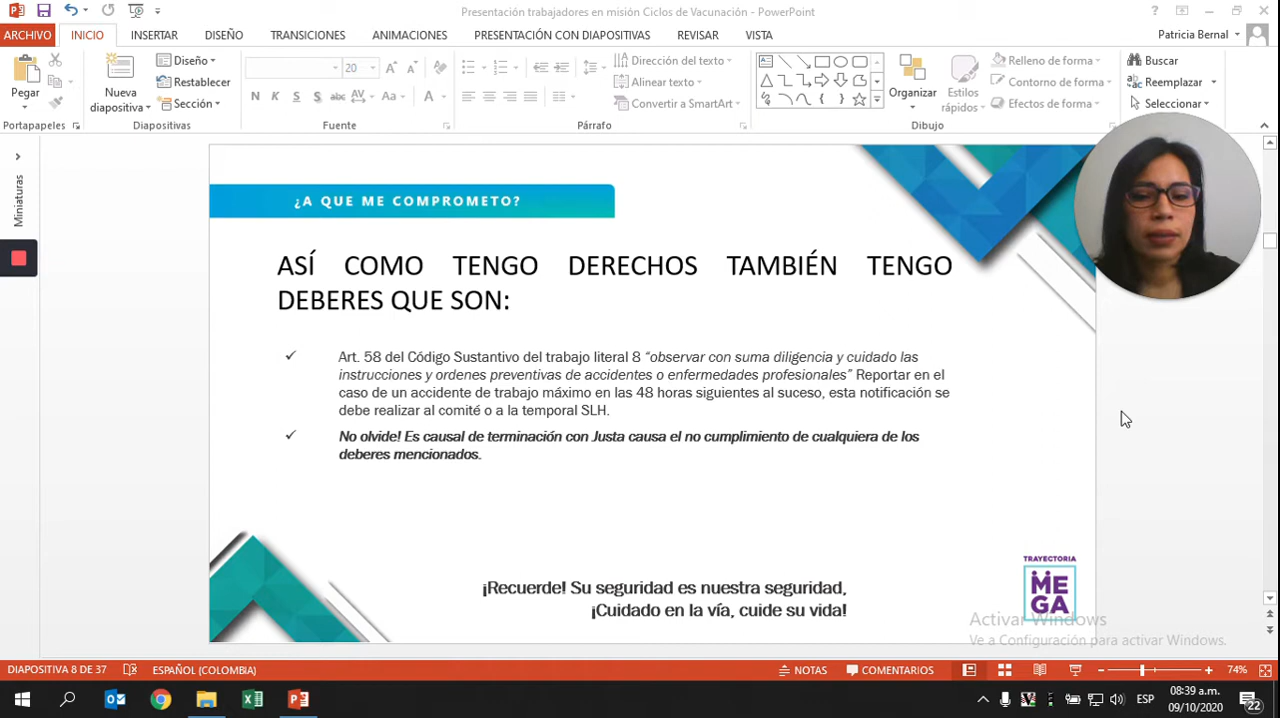 Presentación trabajadores en misión Ciclos de Vacunación - PowerPoint
ARCHIVO INICIO INSERTAR DISEÑO TRANSICIONES ANIMACIONES PRESENTACIÓN CON DIAPOSITIVAS REVISAR VISTA Patricia Bernal
Pegar
Nueva diapositiva
Diseño
Restablecer
Sección
20
N K S S abc AV Aa A
Dirección del texto
Alinear texto
Convertir a SmartArt
Organizar
Estilos rápidos
Relleno de forma
Contorno de forma
Efectos de forma
Buscar
Reemplazar
Seleccionar
Portapapeles Diapositivas Fuente Párrafo Dibujo
Miniaturas
¿A QUE ME COMPROMETO?
ASÍ COMO TENGO DERECHOS TAMBIÉN TENGO
DEBERES QUE SON:
Art. 58 del Código Sustantivo del trabajo literal 8 “observar con suma diligencia y cuidado las
instrucciones y ordenes preventivas de accidentes o enfermedades profesionales” Reportar en el
caso de un accidente de trabajo máximo en las 48 horas siguientes al suceso, esta notificación se
debe realizar al comité o a la temporal SLH.
No olvide! Es causal de terminación con Justa causa el no cumplimiento de cualquiera de los
deberes mencionados.
¡Recuerde! Su seguridad es nuestra seguridad,
¡Cuidado en la vía, cuide su vida!
TRAYECTORIA
ME
GA
Activar Windows
Ve a Configuración para activar Windows.
DIAPOSITIVA 8 DE 37 ESPAÑOL (COLOMBIA) NOTAS COMENTARIOS 74%
ESP
08:39 a.m.
09/10/2020
22